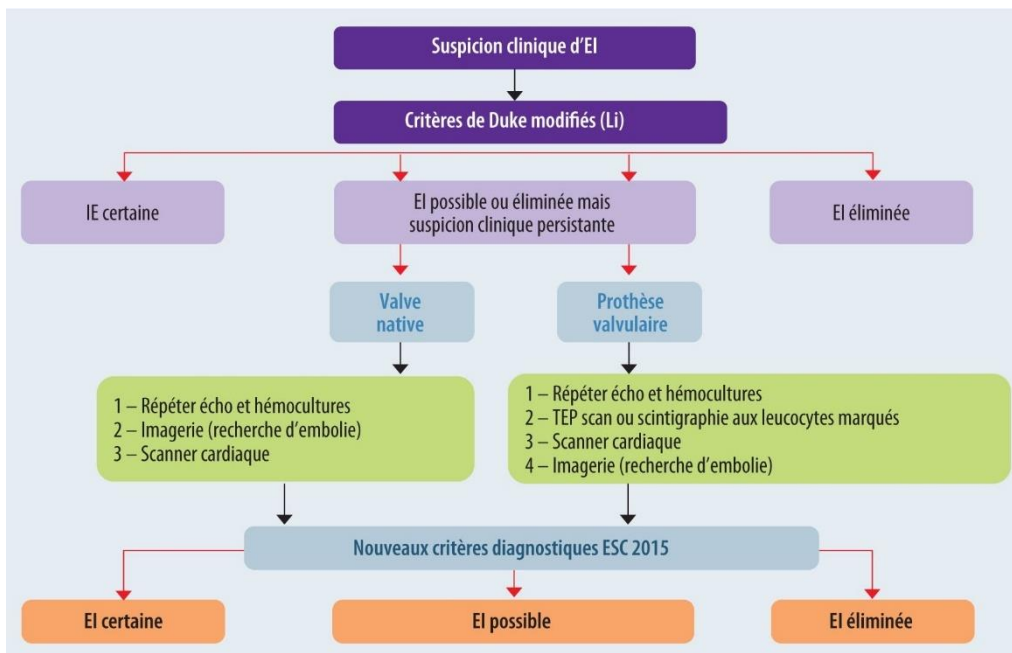 Suspicion clinique d'EI
Critères de Duke modifiés (Li)
IE certaine
EI possible ou éliminée mais
suspicion clinique persistante
EI éliminée
Valve
native
Prothèse
valvulaire
1 – Répéter écho et hémocultures
2 – Imagerie (recherche d'embolie)
3 – Scanner cardiaque
1 – Répéter écho et hémocultures
2 – TEP scan ou scintigraphie aux leucocytes marqués
3 – Scanner cardiaque
4 – Imagerie (recherche d'embolie)
Nouveaux critères diagnostiques ESC 2015
EI certaine
EI possible
EI éliminée